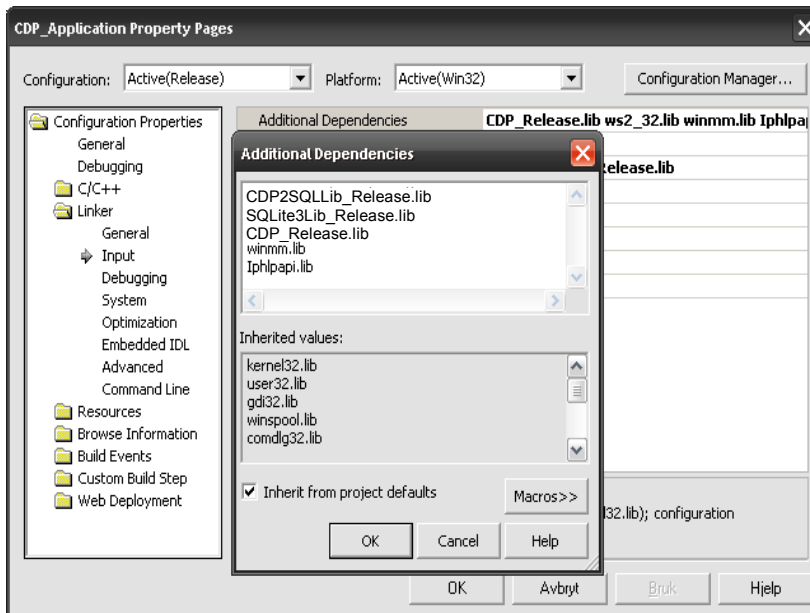 CDP_Application Property Pages
Configuration: Active(Release) Platform: Active(Win32) Configuration Manager...
Configuration Properties
General
Debugging
C/C++
Linker
General
Input
Debugging
System
Optimization
Embedded IDL
Advanced
Command Line
Resources
Browse Information
Build Events
Custom Build Step
Web Deployment
Additional Dependencies CDP_Release.lib ws2_32.lib winmm.lib Iphlpa
Release.lib
Additional Dependencies
CDP2SQLLib_Release.lib
SQLite3Lib_Release.lib
CDP_Release.lib
winmm.lib
Iphlpapi.lib
Inherited values:
kernel32.lib
user32.lib
gdi32.lib
winspool.lib
comdlg32.lib
Inherit from project defaults
Macros>>
OK Cancel Help
l32.lib); configuration
OK Avbryt Bruk Hjelp